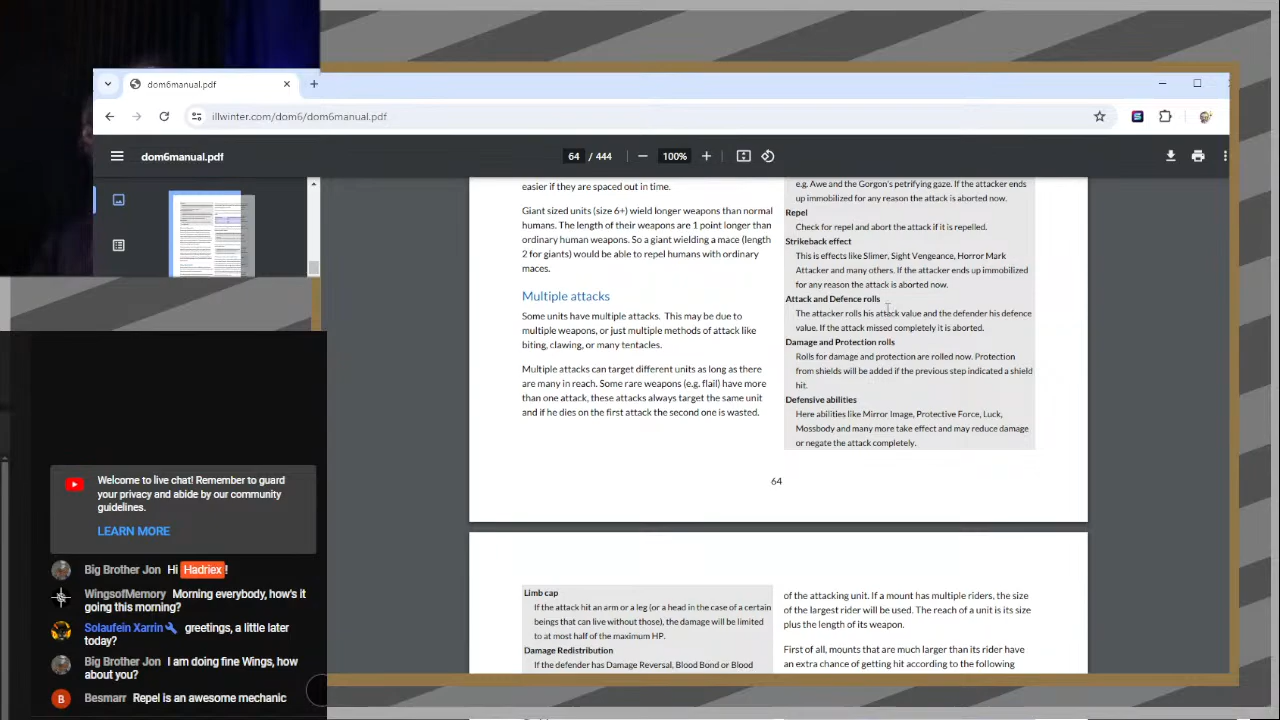 dom6manual.pdf
illwinter.com/dom6/dom6manual.pdf
dom6manual.pdf
64 / 444
100%
easier if they are spaced out in time.
Giant sized units (size 6+) wield longer weapons than normal
humans. The length of their weapons are 1 point longer than
ordinary human weapons. So a giant wielding a mace (length
2 for giants) would be able to repel humans with ordinary
maces.
Multiple attacks
Some units have multiple attacks. This may be due to
multiple weapons, or just multiple methods of attack like
biting, clawing, or many tentacles.
Multiple attacks can target different units as long as there
are many in reach. Some rare weapons (e.g. flail) have more
than one attack, these attacks always target the same unit
and if he dies on the first attack the second one is wasted.
e.g. Awe and the Gorgon's petrifying gaze. If the attacker ends
up immobilized for any reason the attack is aborted now.
Repel
Check for repel and abort the attack if it is repelled.
Strikeback effect
This is effects like Slimer, Sight Vengeance, Horror Mark
Attacker and many others. If the attacker ends up immobilized
for any reason the attack is aborted now.
Attack and Defence rolls
The attacker rolls his attack value and the defender his defence
value. If the attack missed completely it is aborted.
Damage and Protection rolls
Rolls for damage and protection are rolled now. Protection
from shields will be added if the previous step indicated a shield
hit.
Defensive abilities
Here abilities like Mirror Image, Protective Force, Luck,
Mossbody and many more take effect and may reduce damage
or negate the attack completely.
64
Limb cap
If the attack hit an arm or a leg (or a head in the case of a certain
beings that can live without those), the damage will be limited
to at most half of the maximum HP.
Damage Redistribution
If the defender has Damage Reversal, Blood Bond or Blood
of the attacking unit. If a mount has multiple riders, the size
of the largest rider will be used. The reach of a unit is its size
plus the length of its weapon.
First of all, mounts that are much larger than its rider have
an extra chance of getting hit according to the following
Welcome to live chat! Remember to guard
your privacy and abide by our community
guidelines.
LEARN MORE
Big Brother Jon Hi Hadriex !
WingsofMemory Morning everybody, how's it
going this morning?
Solaufein Xarrin greetings, a little later
today?
Big Brother Jon I am doing fine Wings, how
about you?
B Besmarr Repel is an awesome mechanic